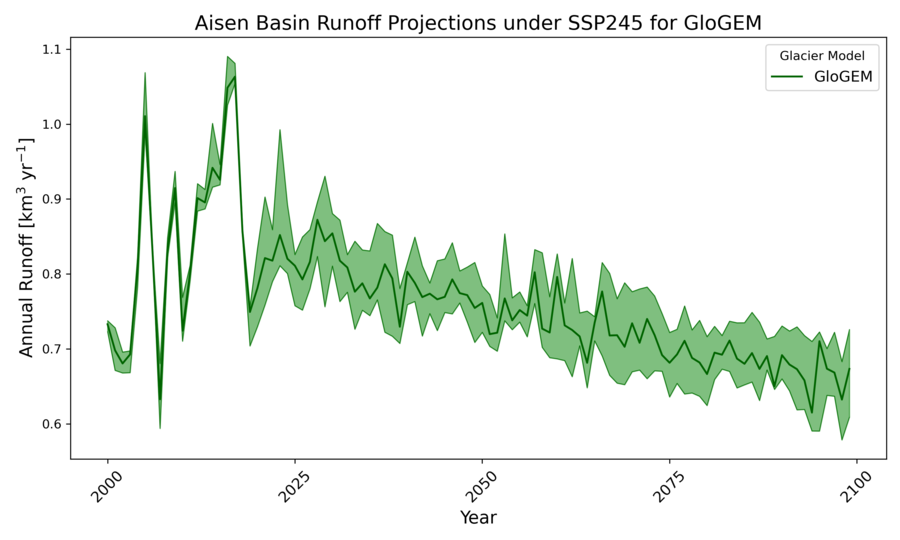 Aisen Basin Runoff Projections under SSP245 for GloGEM
Glacier Model
GloGEM
Annual Runoff [km³ yr⁻¹]
1.1
1.0
0.9
0.8
0.7
0.6
2000
2025
2050
2075
2100
Year